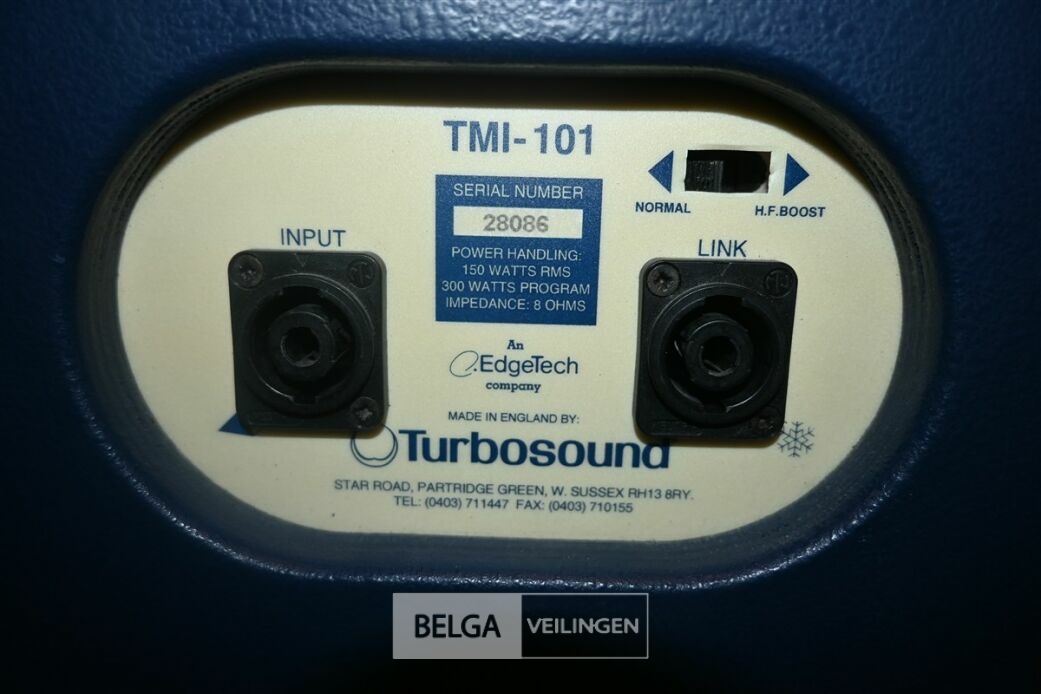 TMI-101
SERIAL NUMBER
28086
POWER HANDLING:
150 WATTS RMS
300 WATTS PROGRAM
IMPEDANCE: 8 OHMS
NORMAL
H.F.BOOST
INPUT
LINK
An
EdgeTech
company
MADE IN ENGLAND BY:
Turbosound
STAR ROAD, PARTRIDGE GREEN, W. SUSSEX RH13 8RY.
TEL: (0403) 711447 FAX: (0403) 710155
BELGA VEILINGEN